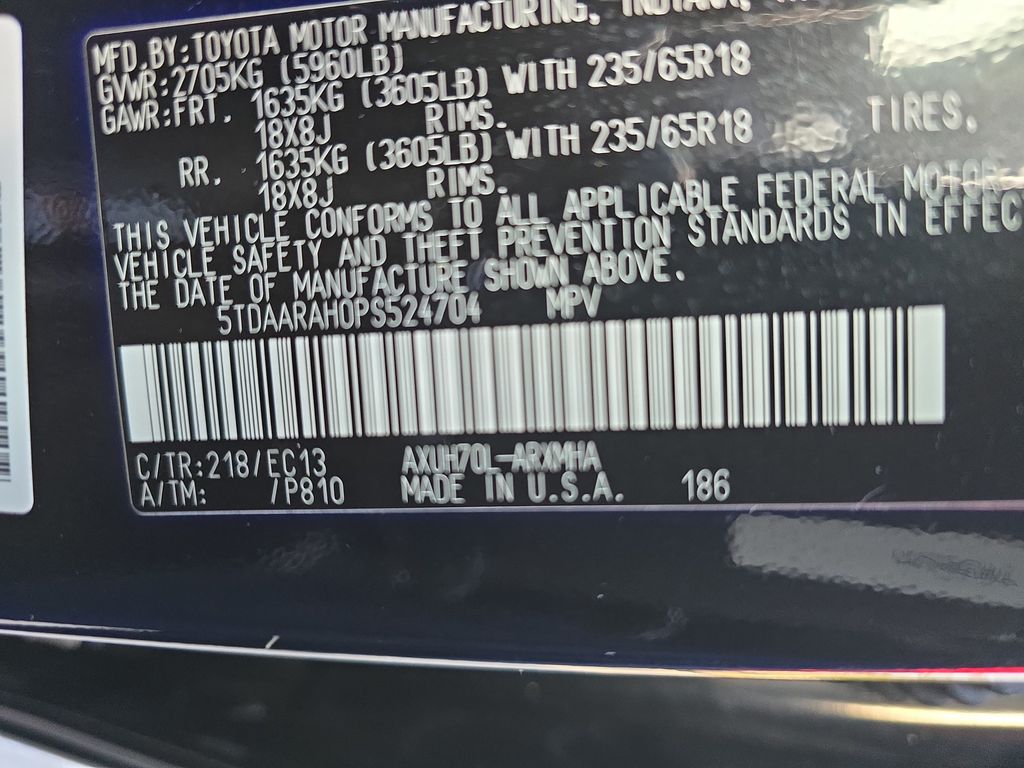 MFD.BY:TOYOTA MOTOR MANUFACTURING, INDIANA,
GVWR:2705KG (5960LB)
GAWR:FRT. 1635KG (3605LB) WITH 235/65R18
18X8J RIMS. TIRES,
RR. 1635KG (3605LB) WITH 235/65R18
18X8J RIMS.
THIS VEHICLE CONFORMS TO ALL APPLICABLE FEDERAL MOTOR
VEHICLE SAFETY AND THEFT PREVENTION STANDARDS IN EFFEC
THE DATE OF MANUFACTURE SHOWN ABOVE.
5TDAARAH0PS524704 MPV
C/TR:218/EC13 AXUH70L-ARXMHA
A/TM: /P810 MADE IN U.S.A. 186